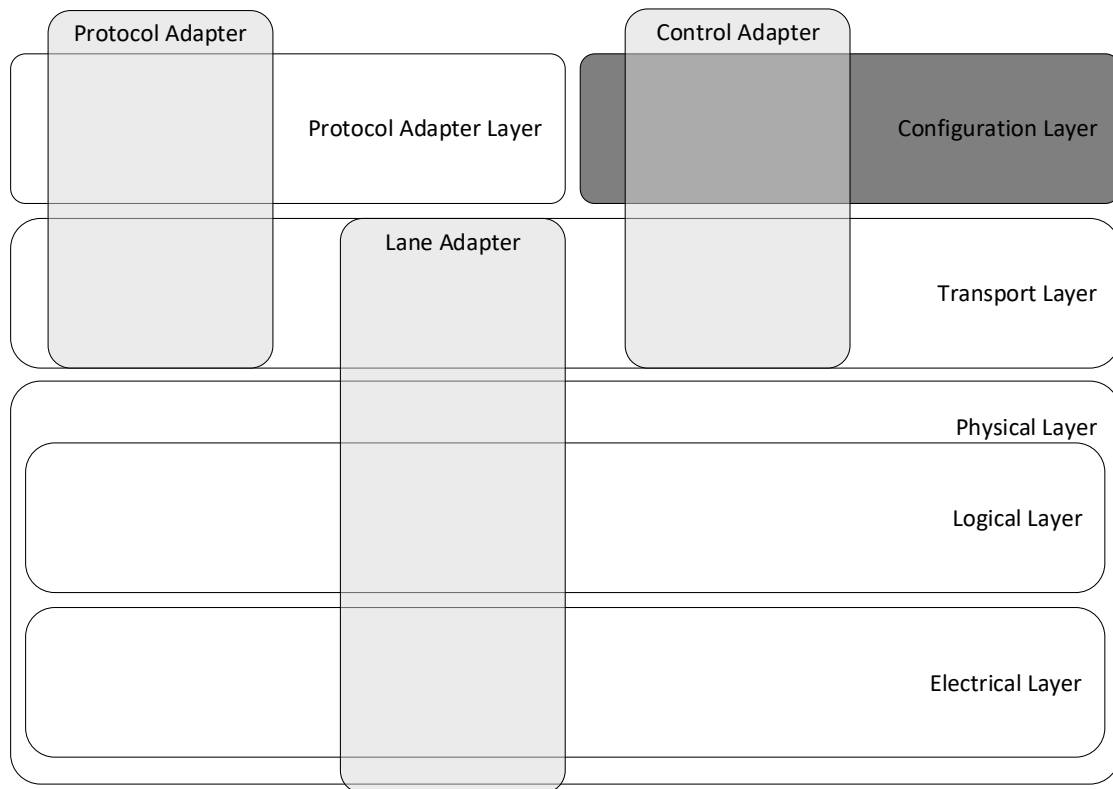 Protocol Adapter
Control Adapter
Protocol Adapter Layer
Configuration Layer
Lane Adapter
Transport Layer
Physical Layer
Logical Layer
Electrical Layer